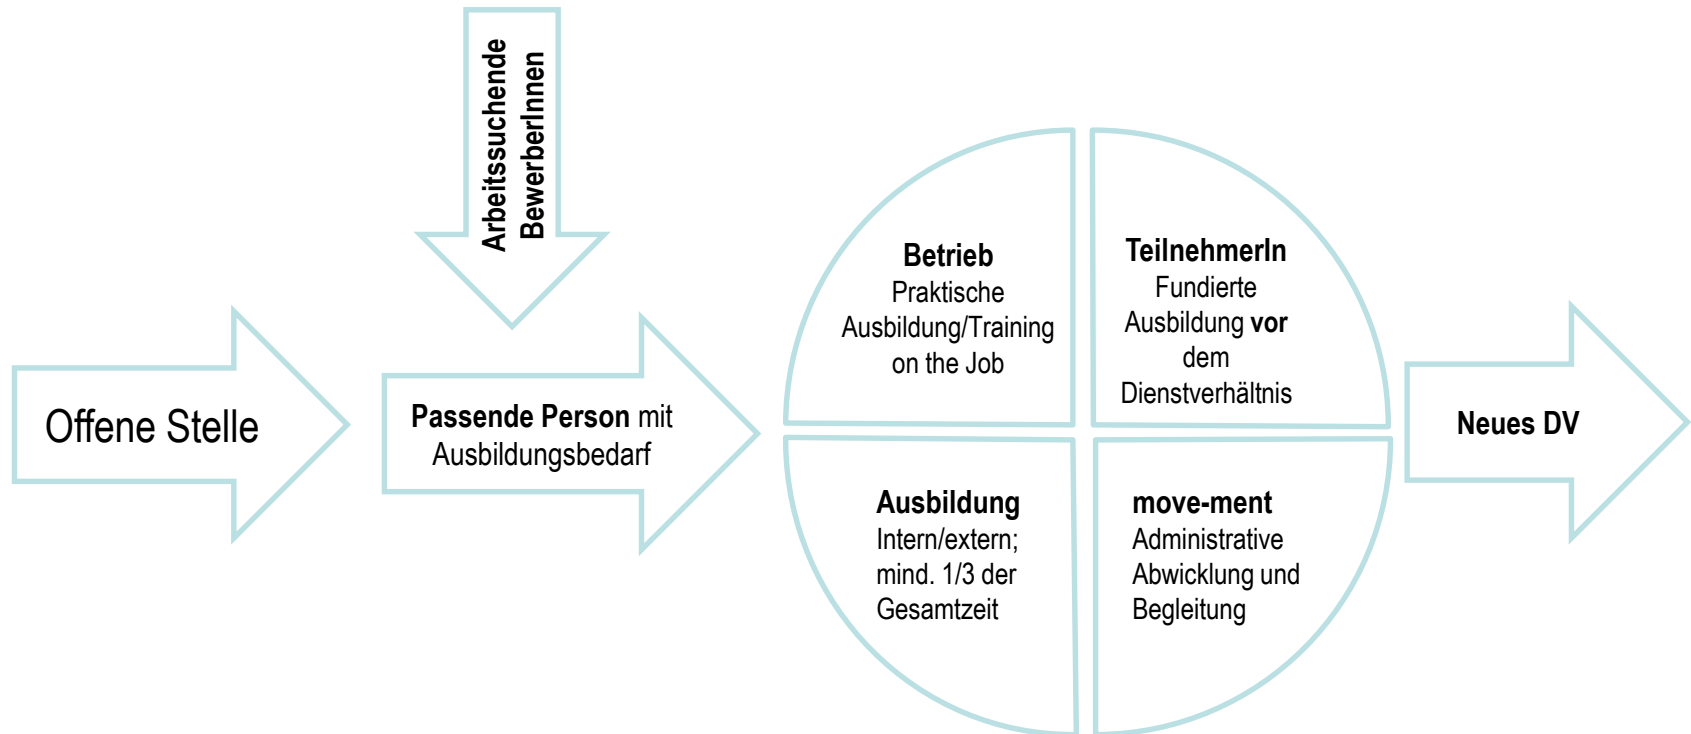 Arbeitssuchende
BewerberInnen
Offene Stelle
Passende Person mit
Ausbildungsbedarf
Betrieb
Praktische
Ausbildung/Training
on the Job
TeilnehmerIn
Fundierte
Ausbildung vor
dem
Dienstverhältnis
Ausbildung
Intern/extern;
mind. 1/3 der
Gesamtzeit
move-ment
Administrative
Abwicklung und
Begleitung
Neues DV